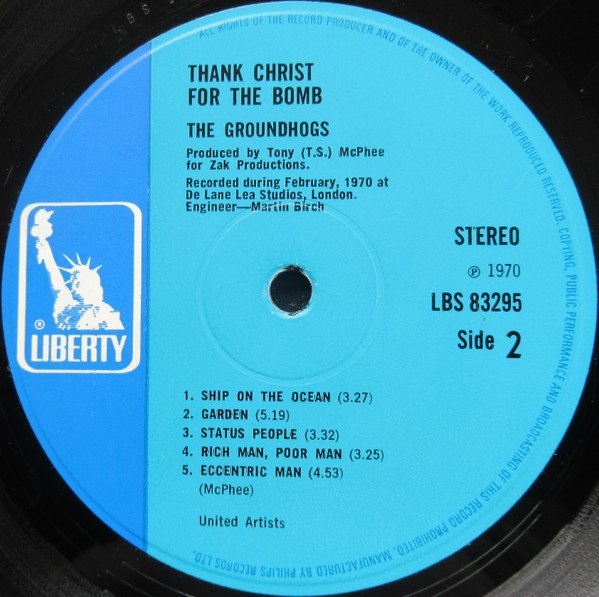 ALL RIGHTS OF THE RECORD PRODUCER AND OF THE OWNER OF THE WORK REPRODUCED RESERVED. COPYING, PUBLIC PERFORMANCE AND BROADCASTING OF THIS RECORD PROHIBITED. MANUFACTURED BY PHILIPS RECORDS LTD.
THANK CHRIST
FOR THE BOMB
THE GROUNDHOGS
Produced by Tony (T.S.) McPhee
for Zak Productions.
Recorded during February, 1970 at
De Lane Lea Studios, London.
Engineer—Martin Birch
STEREO
℗ 1970
LBS 83295
Side 2
®
LIBERTY
1. SHIP ON THE OCEAN (3.27)
2. GARDEN (5.19)
3. STATUS PEOPLE (3.32)
4. RICH MAN, POOR MAN (3.25)
5. ECCENTRIC MAN (4.53)
(McPhee)
United Artists